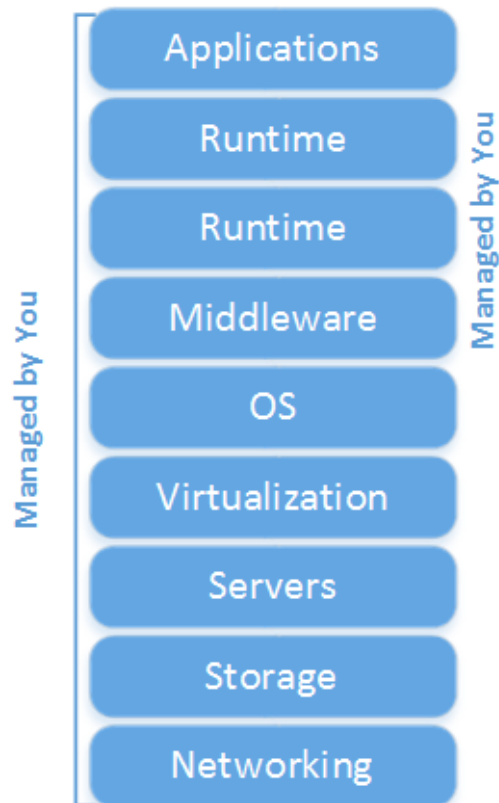 Applications
Runtime
Runtime
Middleware
OS
Virtualization
Servers
Storage
Networking
Managed by You
Managed by You